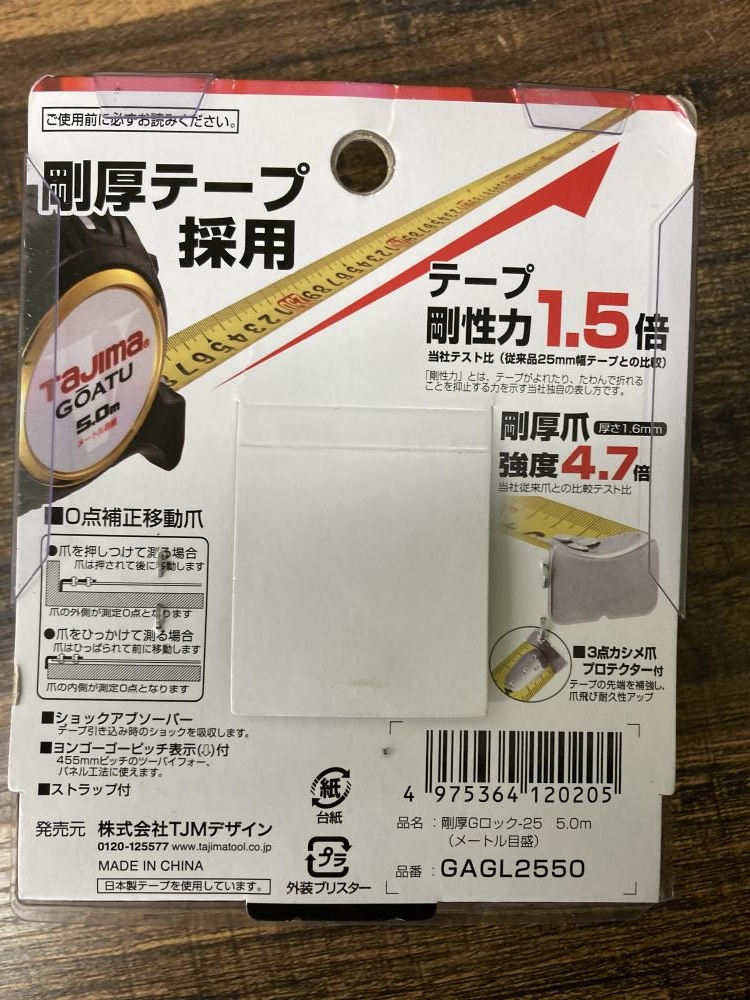 ご使用前に必ずお読みください。
剛厚テープ
採用
Tajima
GOATU
5.0m
テープ
剛性力1.5倍
当社テスト比（従来品25mm幅テープとの比較）
「剛性力」とは、テープがよれたり、たわんで折れる
ことを抑止する力を示す当社独自の表し方です。
剛厚爪 厚さ1.6mm
強度4.7倍
当社従来爪との比較テスト比
■0点補正移動爪
●爪を押しつけて測る場合
爪は押されて後に移動します
爪の外側が測定0点となります
●爪をひっかけて測る場合
爪はひっぱられて前に移動します
爪の内側が測定0点となります
■3点カシメ爪
プロテクター付
テープの先端を補強し、
爪飛び耐久性アップ
■ショックアブソーバー
テープ引き込み時のショックを吸収します。
■ヨンゴーゴーピッチ表示(⇩)付
455mmピッチのツーバイフォー、
パネル工法に使えます。
■ストラップ付
発売元 株式会社TJMデザイン
0120-125577 www.tajimatool.co.jp
MADE IN CHINA
日本製テープを使用しています。
紙
台紙
プラ
外装ブリスター
4 975364 120205
品名：剛厚Gロック-25 5.0m
（メートル目盛）
品番：GAGL2550